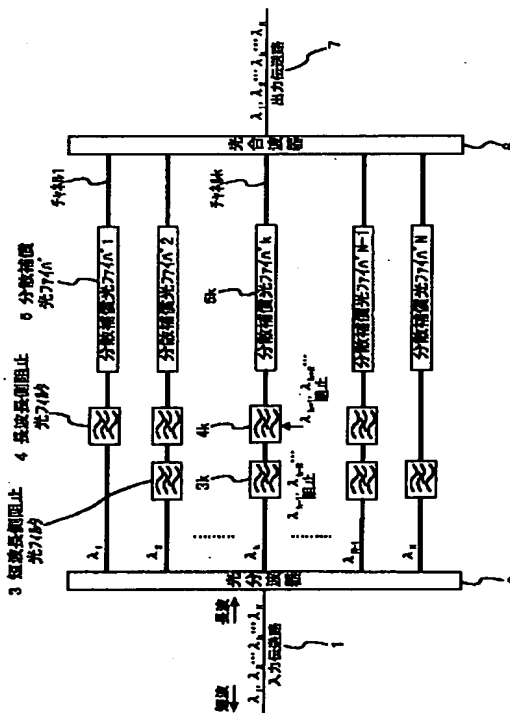 3 短波長側阻止
光フィルタ
4 長波長側阻止
光フィルタ
5 分散補償
光ファイバ
チャネル1
λ1
分散補償光ファイバ 1
λ2
分散補償光ファイバ 2
短波
長波
λ1, λ2…λk…λN
入力伝送路
1
光分波器
λk
3k
4k
5k
分散補償光ファイバ k
チャネルk
阻止
阻止
光合波器
λ1, λ2…λk…λN
出力伝送路
7
λN-1
分散補償光ファイバ N-1
λN
分散補償光ファイバ N